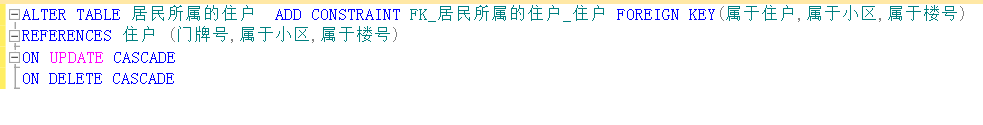 ALTER TABLE 居民所属的住户 ADD CONSTRAINT FK_居民所属的住户_住户 FOREIGN KEY(属于住户,属于小区,属于楼号)
REFERENCES 住户 (门牌号,属于小区,属于楼号)
ON UPDATE CASCADE
ON DELETE CASCADE